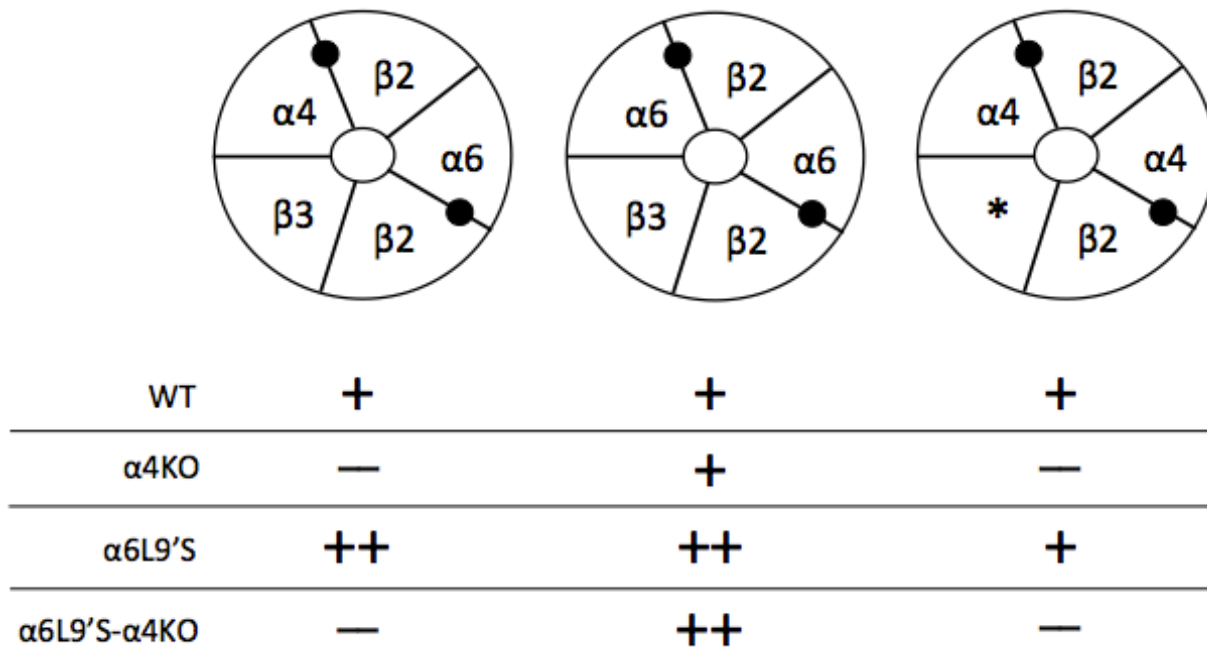 β2 β2 β2
α4 α6 α4
α6 α6 α4
β3 β3 *
β2 β2 β2
WT + + +
α4KO — + —
α6L9’S ++ ++ +
α6L9’S-α4KO — ++ —